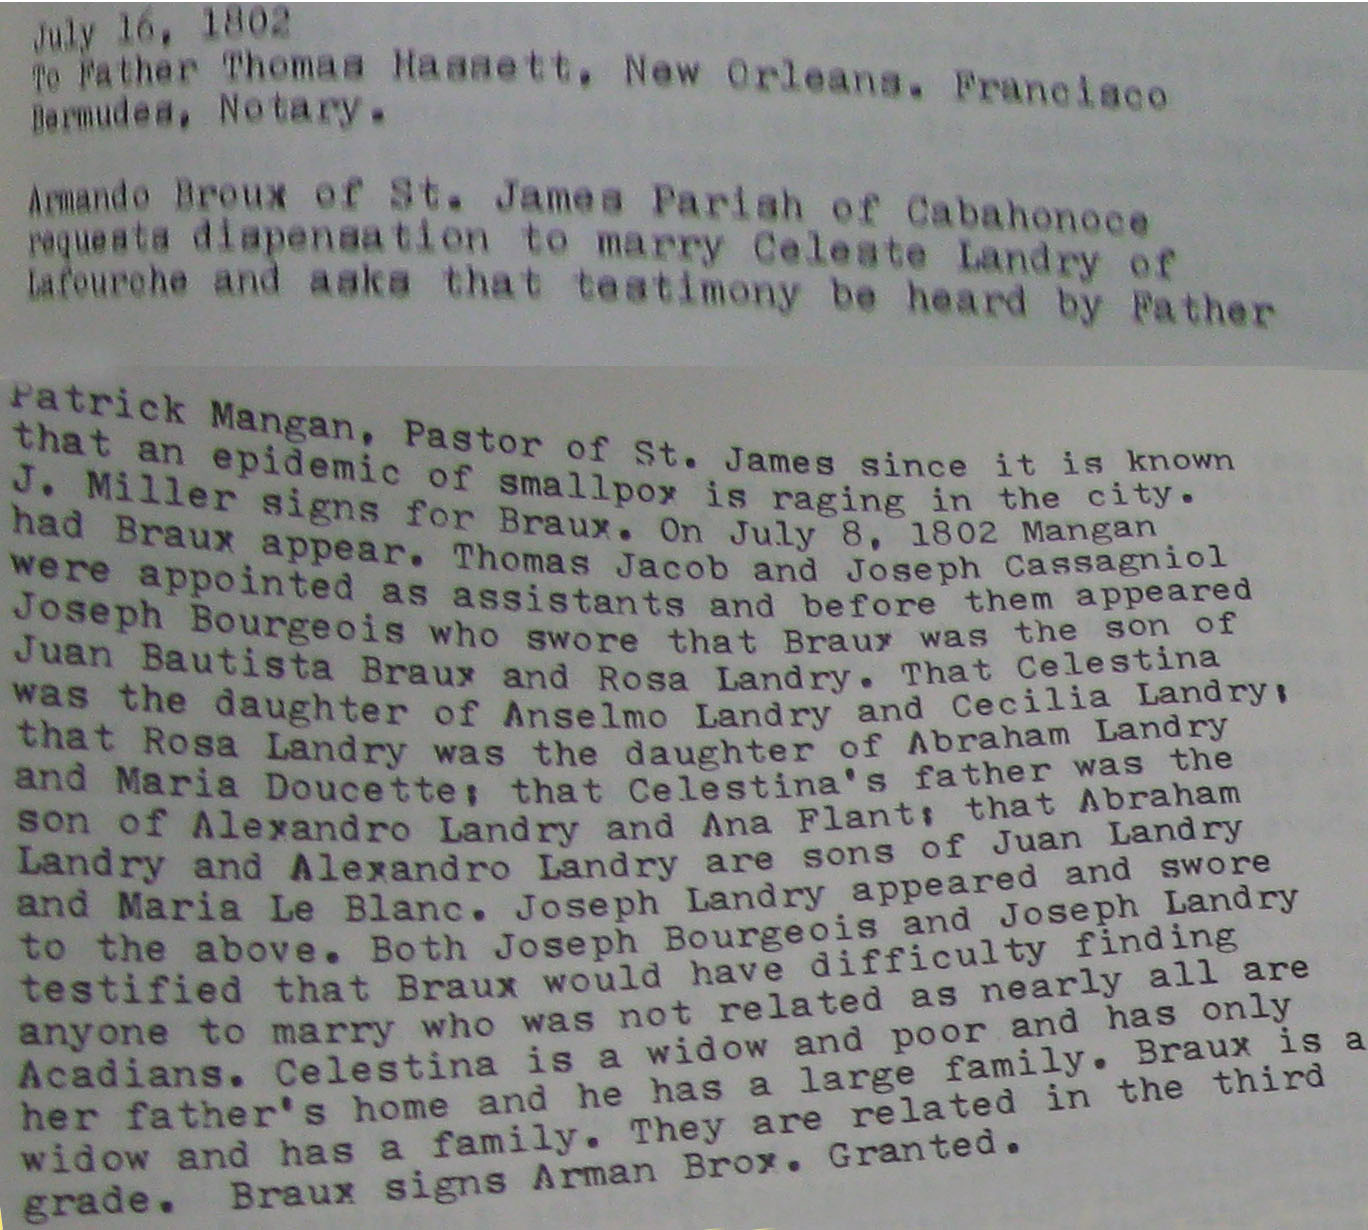 July 16, 1802
To Father Thomas Hassett, New Orleans. Francisco
Bermudes, Notary.
Armando Broux of St. James Parish of Cabahonoce
requests dispensation to marry Celeste Landry of
Lafourche and asks that testimony be heard by Father
Patrick Mangan, Pastor of St. James since it is known
that an epidemic of smallpox is raging in the city.
J. Miller signs for Braux. On July 8, 1802 Mangan
had Braux appear. Thomas Jacob and Joseph Cassagniol
were appointed as assistants and before them appeared
Joseph Bourgeois who swore that Braux was the son of
Juan Bautista Braux and Rosa Landry. That Celestina
was the daughter of Anselmo Landry and Cecilia Landry;
that Rosa Landry was the daughter of Abraham Landry
and Maria Doucette; that Celestina's father was the
son of Alexandro Landry and Ana Flant; that Abraham
Landry and Alexandro Landry are sons of Juan Landry
and Maria Le Blanc. Joseph Landry appeared and swore
to the above. Both Joseph Bourgeois and Joseph Landry
testified that Braux would have difficulty finding
anyone to marry who was not related as nearly all are
Acadians. Celestina is a widow and poor and has only
her father's home and he has a large family. Braux is a
widow and has a family. They are related in the third
grade. Braux signs Arman Brox. Granted.